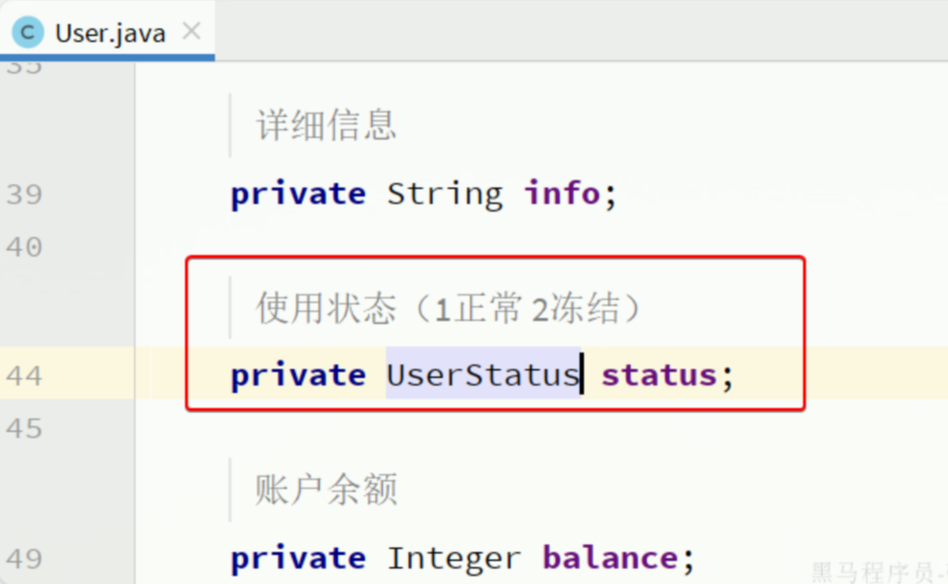 C User.java
35
详细信息
39 private String info;
40
使用状态（1正常 2冻结）
44 private UserStatus status;
45
账户余额
49 private Integer balance;
黑马程序员